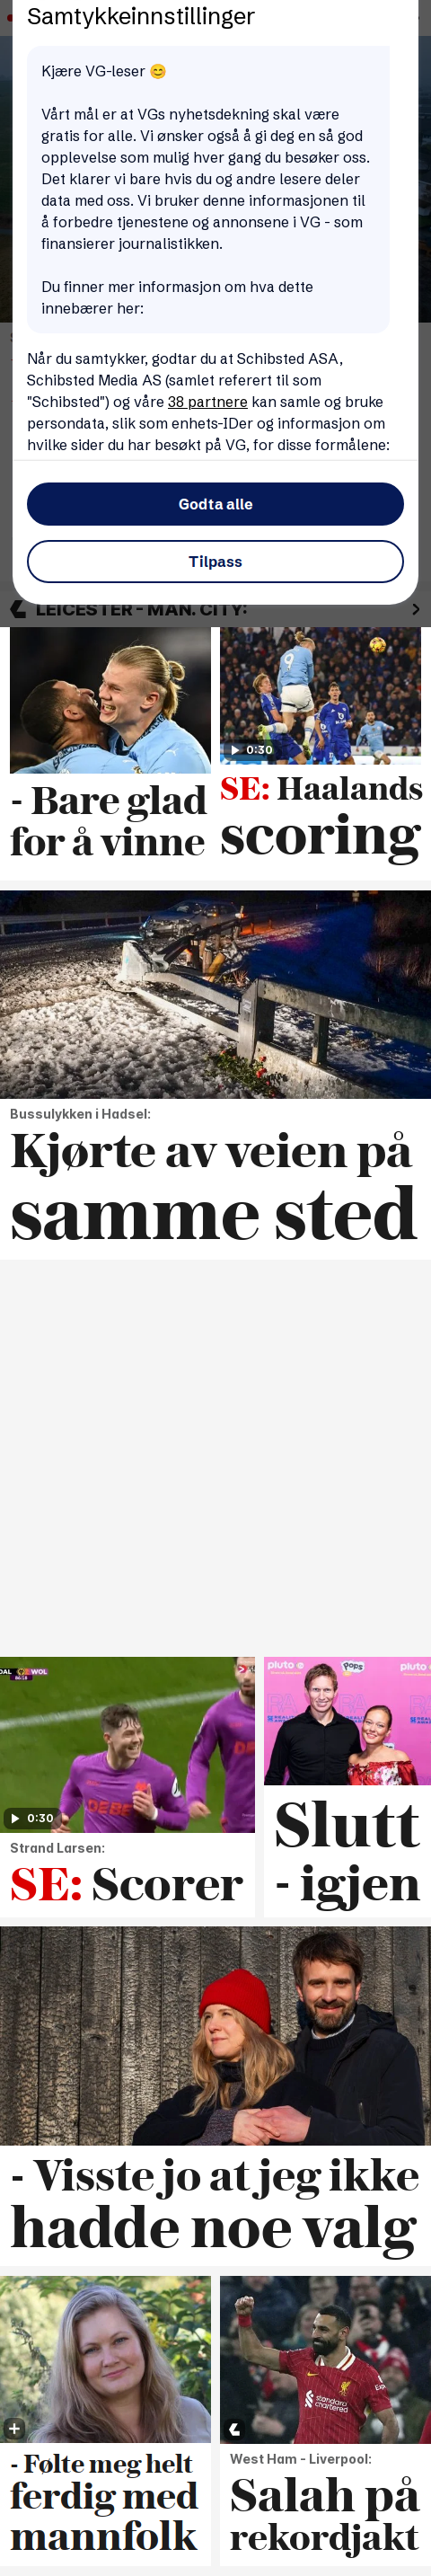 Samtykkeinnstillinger
Kjære VG-leser 😊
Vårt mål er at VGs nyhetsdekning skal være
gratis for alle. Vi ønsker også å gi deg en så god
opplevelse som mulig hver gang du besøker oss.
Det klarer vi bare hvis du og andre lesere deler
data med oss. Vi bruker denne informasjonen til
å forbedre tjenestene og annonsene i VG - som
finansierer journalistikken.
Du finner mer informasjon om hva dette
innebærer her:
Når du samtykker, godtar du at Schibsted ASA,
Schibsted Media AS (samlet referert til som
"Schibsted") og våre 38 partnere kan samle og bruke
persondata, slik som enhets-IDer og informasjon om
hvilke sider du har besøkt på VG, for disse formålene:
Godta alle
Tilpass
LEICESTER - MAN. CITY:
- Bare glad
for å vinne
0:30
SE: Haalands
scoring
Bussulykken i Hadsel:
Kjørte av veien på
samme sted
WOL
0:30
Strand Larsen:
SE: Scorer
pluto
Pops
pluto
Slutt
- igjen
- Visste jo at jeg ikke
hadde noe valg
- Følte meg helt
ferdig med
mannfolk
standard
chartered
West Ham - Liverpool:
Salah på
rekordjakt